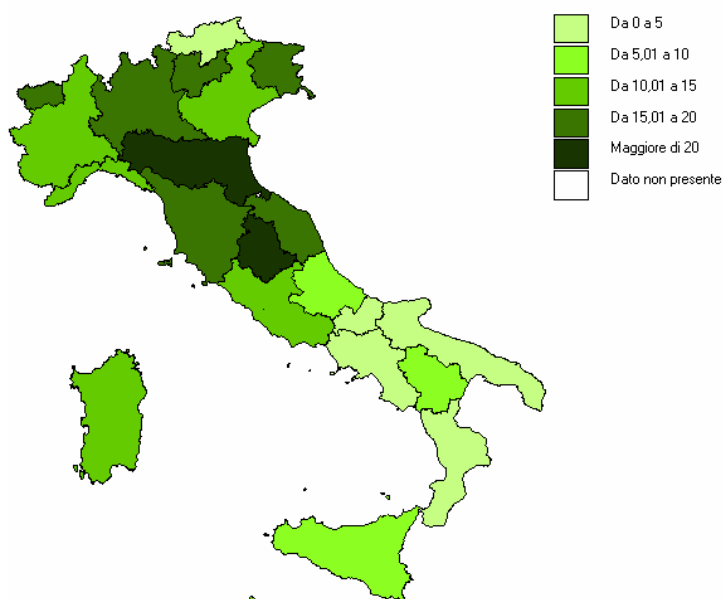 Da 0 a 5
Da 5,01 a 10
Da 10,01 a 15
Da 15,01 a 20
Maggiore di 20
Dato non presente